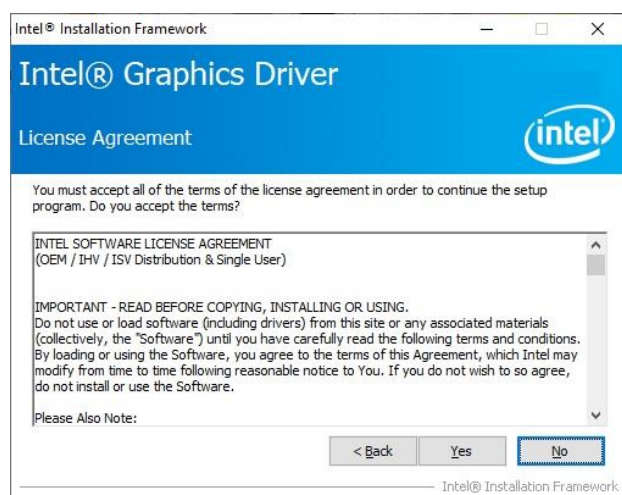 Intel® Installation Framework
Intel® Graphics Driver
License Agreement
intel
You must accept all of the terms of the license agreement in order to continue the setup
program. Do you accept the terms?
INTEL SOFTWARE LICENSE AGREEMENT
(OEM / IHV / ISV Distribution & Single User)
IMPORTANT - READ BEFORE COPYING, INSTALLING OR USING.
Do not use or load software (including drivers) from this site or any associated materials
(collectively, the "Software") until you have carefully read the following terms and conditions.
By loading or using the Software, you agree to the terms of this Agreement, which Intel may
modify from time to time following reasonable notice to You. If you do not wish to so agree,
do not install or use the Software.
Please Also Note:
< Back Yes No
Intel® Installation Framework